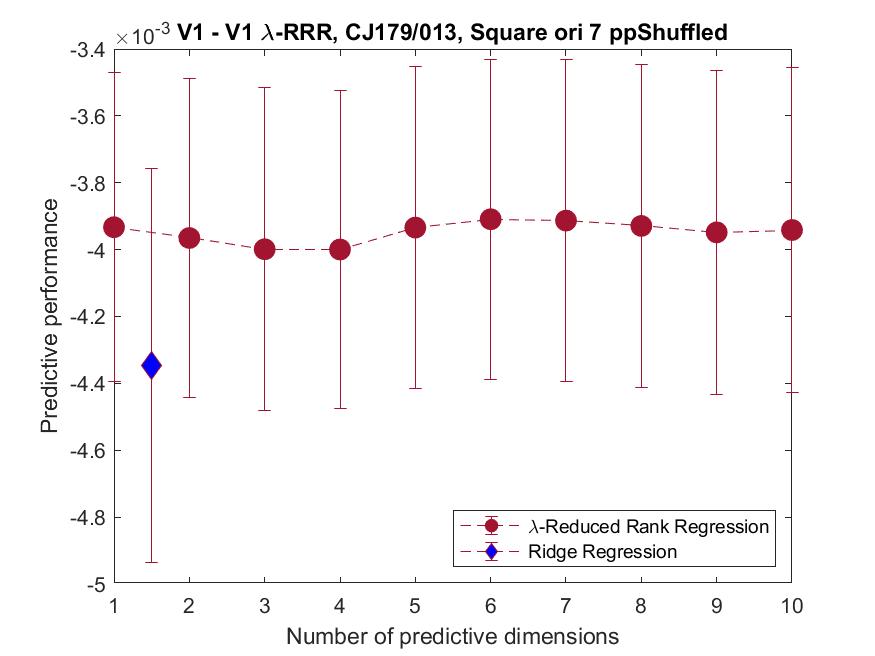 ×10⁻³ V1 - V1 λ-RRR, CJ179/013, Square ori 7 ppShuffled
-3.4
-3.6
-3.8
-4
-4.2
-4.4
-4.6
-4.8
-5
Predictive performance
λ-Reduced Rank Regression
Ridge Regression
1 2 3 4 5 6 7 8 9 10
Number of predictive dimensions